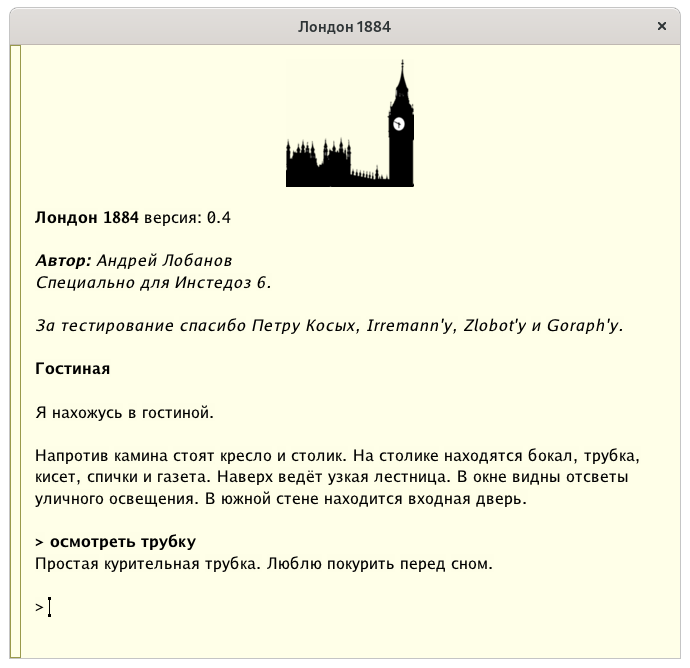 Лондон 1884
×
Лондон 1884 версия: 0.4
Автор: Андрей Лобанов
Специально для Инстедоз 6.
За тестирование спасибо Петру Косых, Irremann'у, Zlobot'у и Goraph'у.
Гостиная
Я нахожусь в гостиной.
Напротив камина стоят кресло и столик. На столике находятся бокал, трубка,
кисет, спички и газета. Наверх ведёт узкая лестница. В окне видны отсветы
уличного освещения. В южной стене находится входная дверь.
> осмотреть трубку
Простая курительная трубка. Люблю покурить перед сном.
>